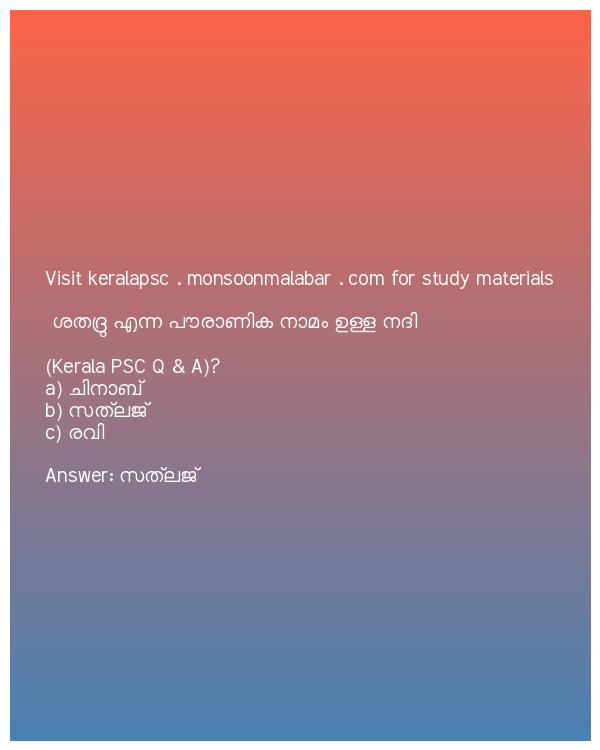 Visit keralapsc . monsoonmalabar . com for study materials
ശതദ്രു എന്ന പൗരാണിക നാമം ഉള്ള നദി
(Kerala PSC Q & A)?
a) ചിനാബ്
b) സത്ലജ്
c) രവി
Answer: സത്ലജ്